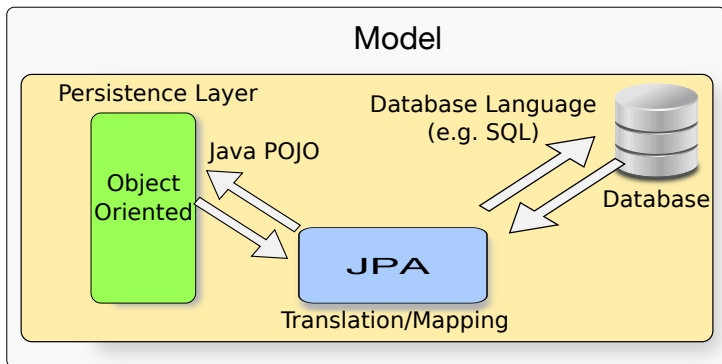 Model
Persistence Layer
Database Language
(e.g. SQL)
Java POJO
Object
Oriented
Database
JPA
Translation/Mapping